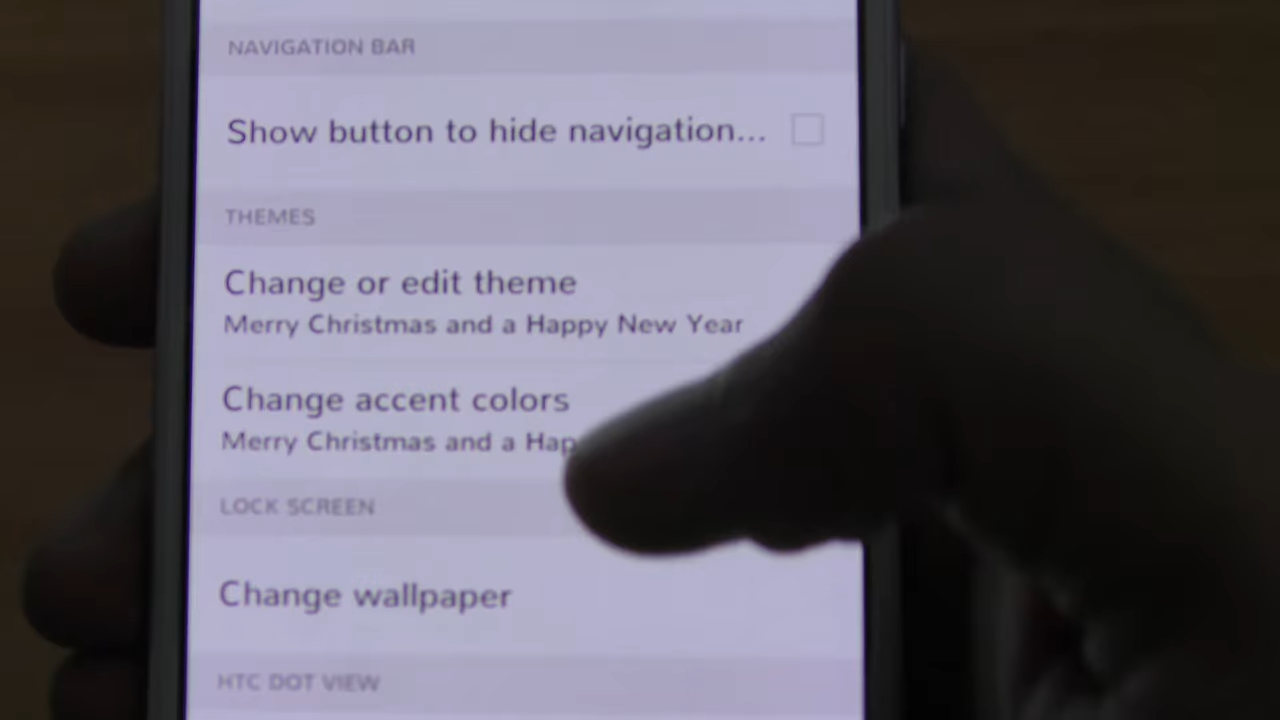 NAVIGATION BAR
Show button to hide navigation...
THEMES
Change or edit theme
Merry Christmas and a Happy New Year
Change accent colors
Merry Christmas and a Hap
LOCK SCREEN
Change wallpaper
HTC DOT VIEW